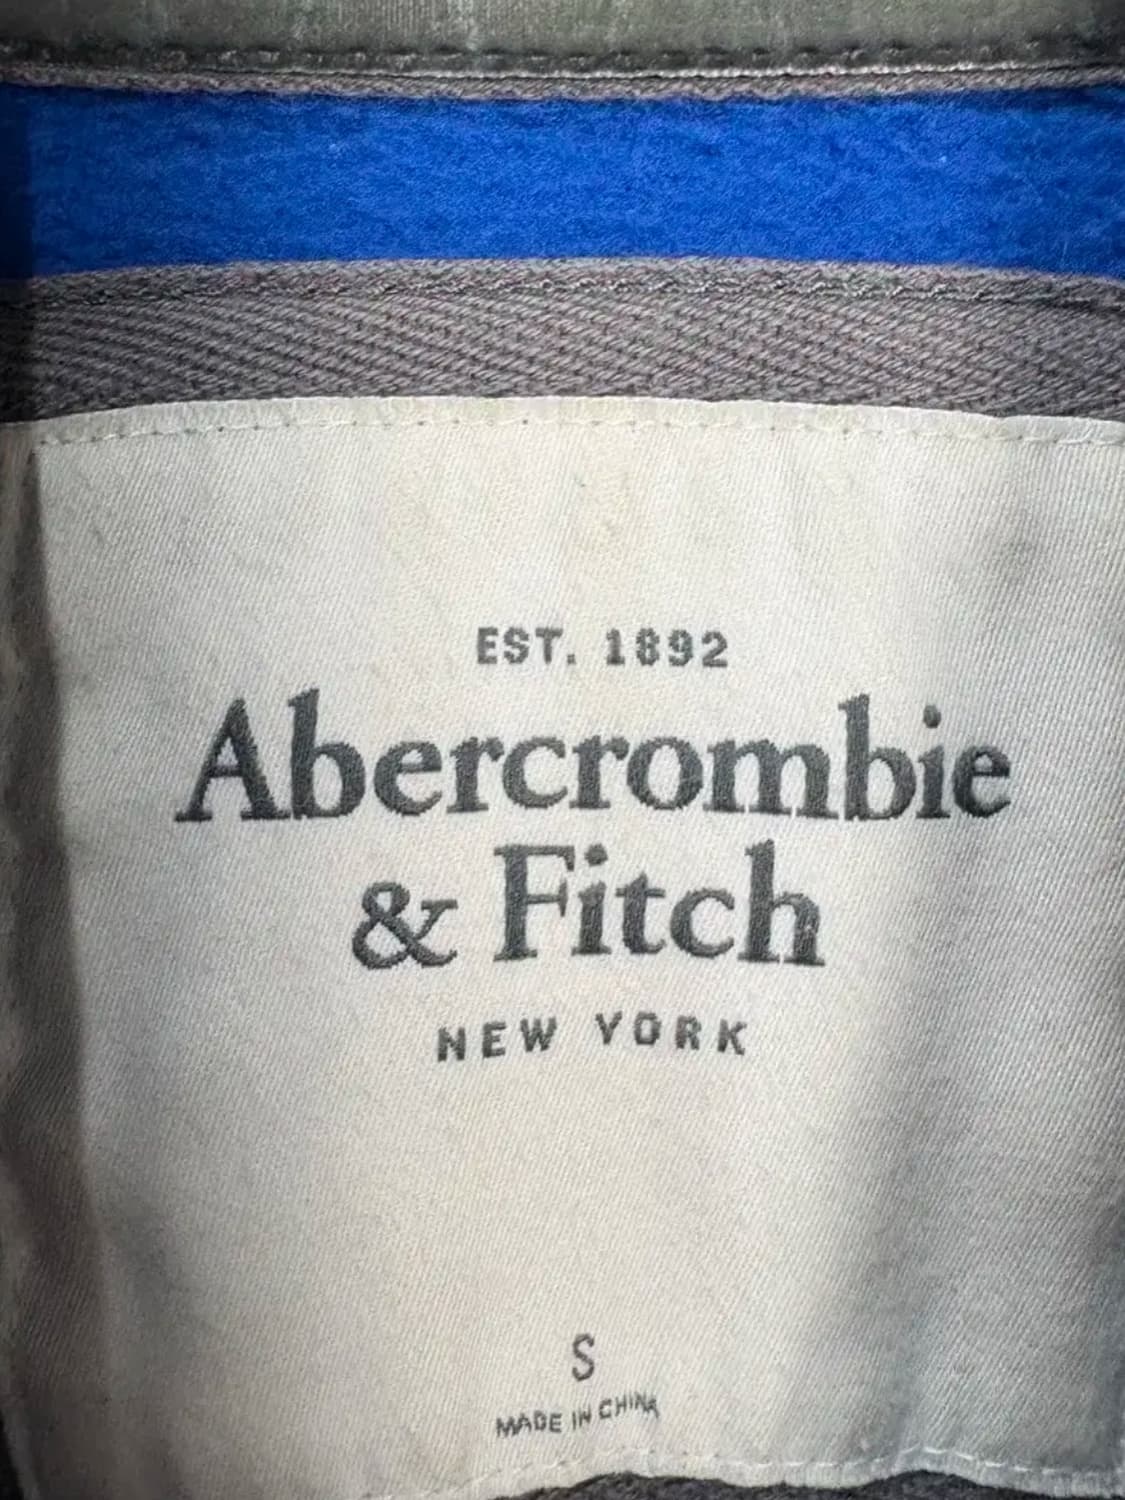 EST. 1892
Abercrombie
& Fitch
NEW YORK
S
MADE IN CHINA